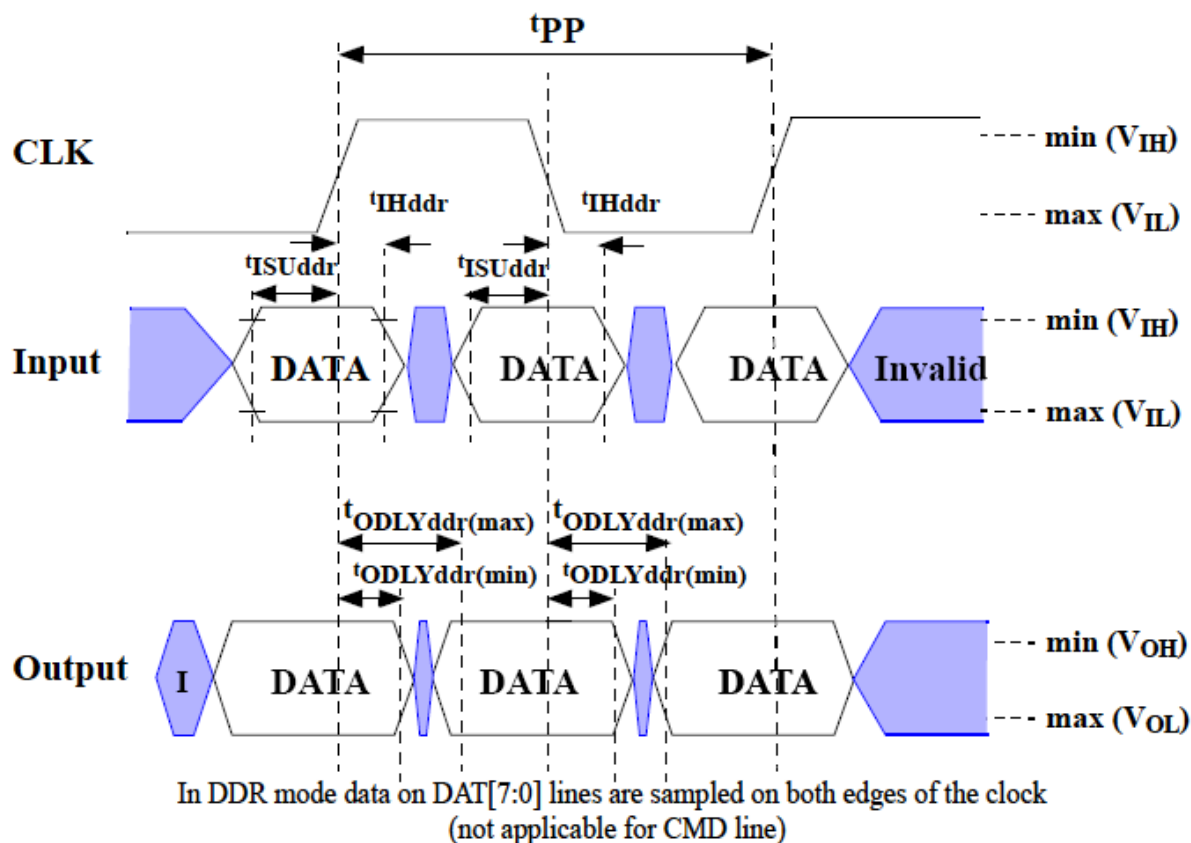 tPP
CLK
min (VIH)
tIHddr
tIHddr
max (VIL)
tISUddr
tISUddr
min (VIH)
Input
DATA
DATA
DATA
Invalid
max (VIL)
tODLYddr(max)
tODLYddr(max)
tODLYddr(min)
tODLYddr(min)
min (VOH)
Output
I
DATA
DATA
DATA
max (VOL)
In DDR mode data on DAT[7:0] lines are sampled on both edges of the clock
(not applicable for CMD line)